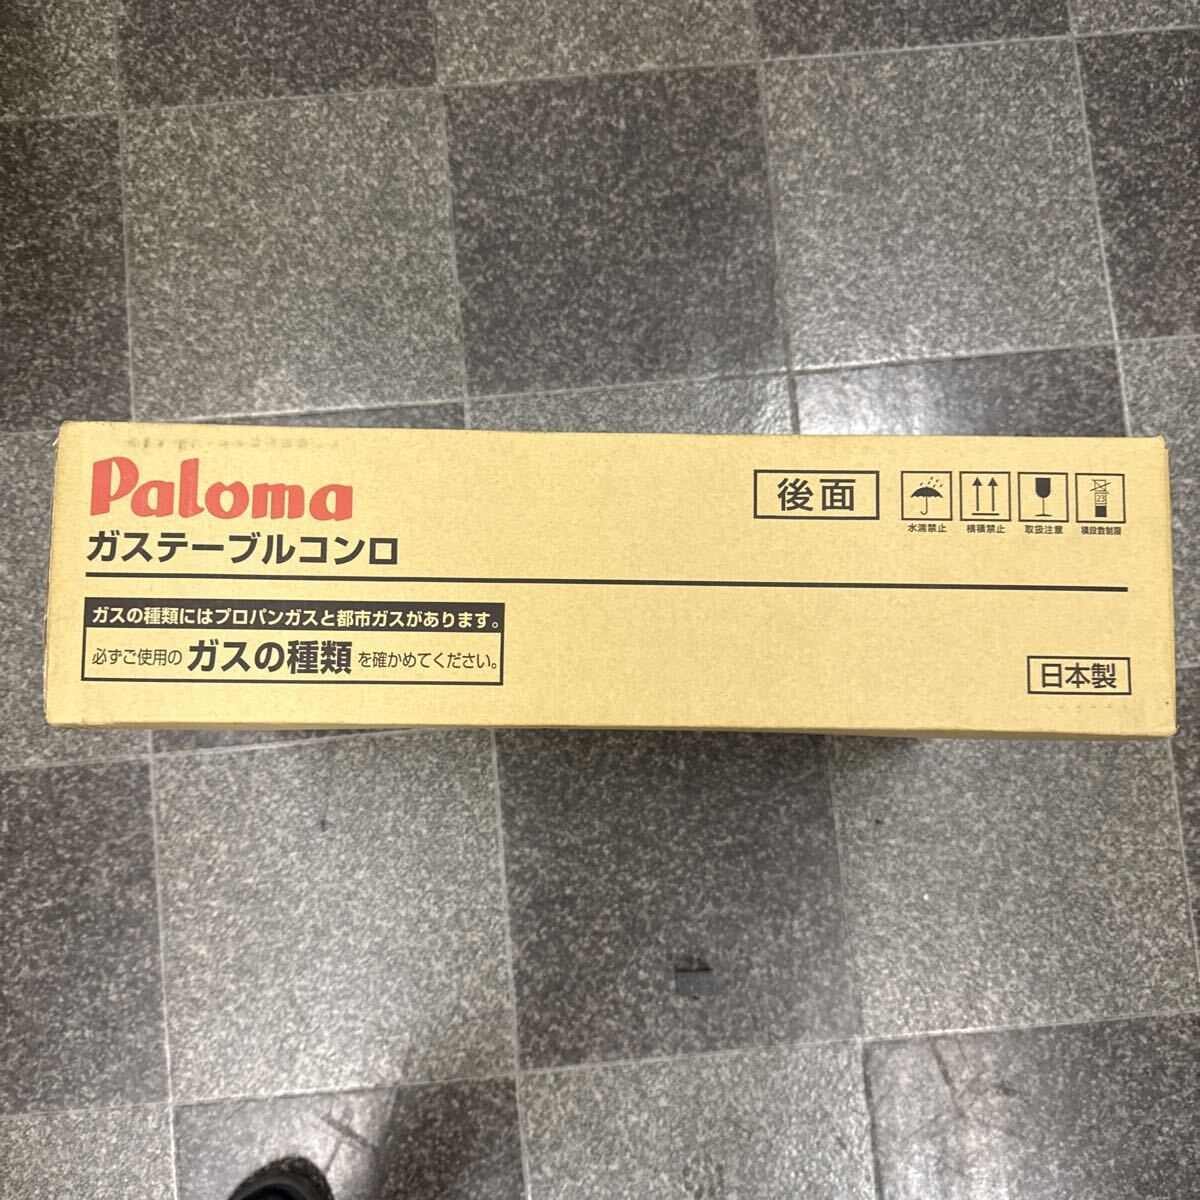 Paloma
ガステーブルコンロ
後面
水濡禁止
横積禁止
取扱注意
23
積段数制限
ガスの種類にはプロパンガスと都市ガスがあります。
必ずご使用の ガスの種類 を確かめてください。
日本製